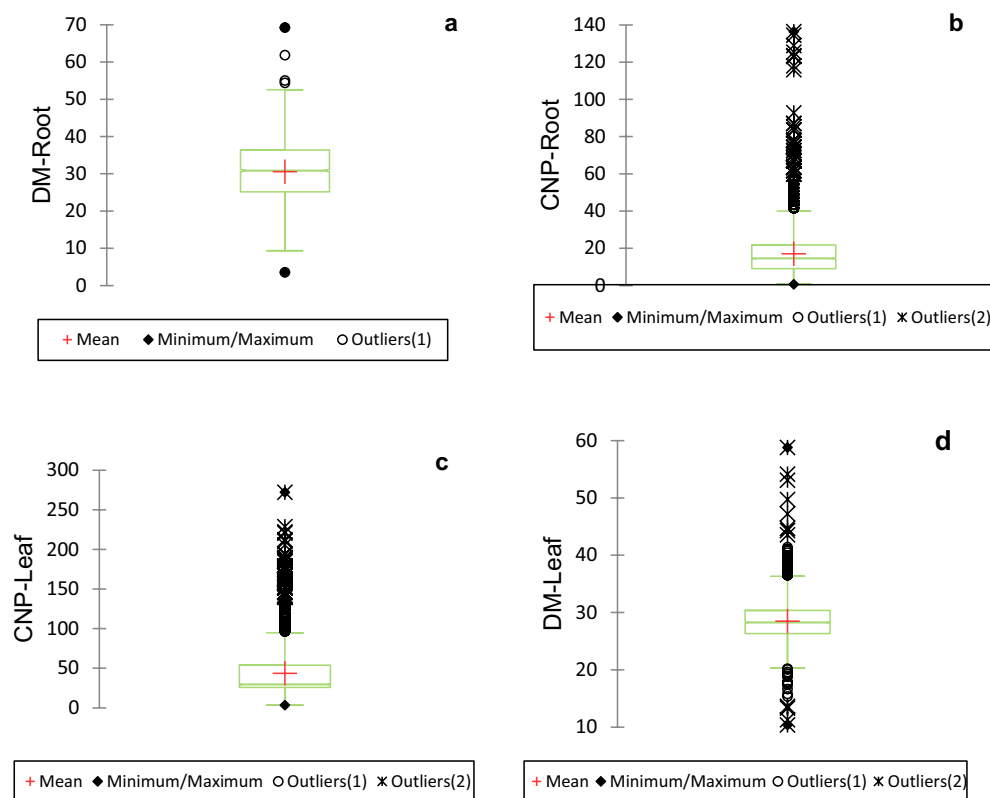 a
DM-Root
70
60
50
40
30
20
10
0
+ Mean ◆ Minimum/Maximum O Outliers(1)
b
CNP-Root
140
120
100
80
60
40
20
0
+ Mean ◆ Minimum/Maximum O Outliers(1) ж Outliers(2)
c
CNP-Leaf
300
250
200
150
100
50
0
+ Mean ◆ Minimum/Maximum O Outliers(1) ж Outliers(2)
d
DM-Leaf
60
50
40
30
20
10
+ Mean ◆ Minimum/Maximum O Outliers(1) ж Outliers(2)